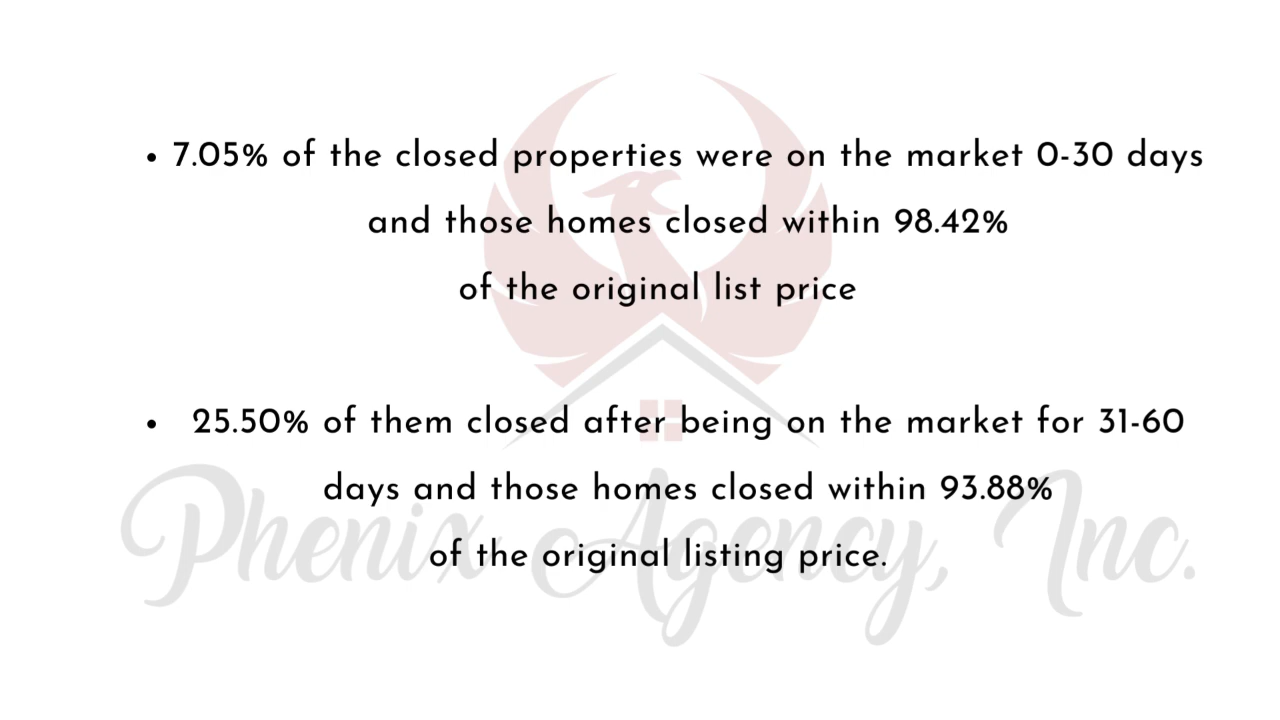 • 7.05% of the closed properties were on the market 0-30 days
and those homes closed within 98.42%
of the original list price
• 25.50% of them closed after being on the market for 31-60
days and those homes closed within 93.88%
of the original listing price.
Phenix Agency, Inc.